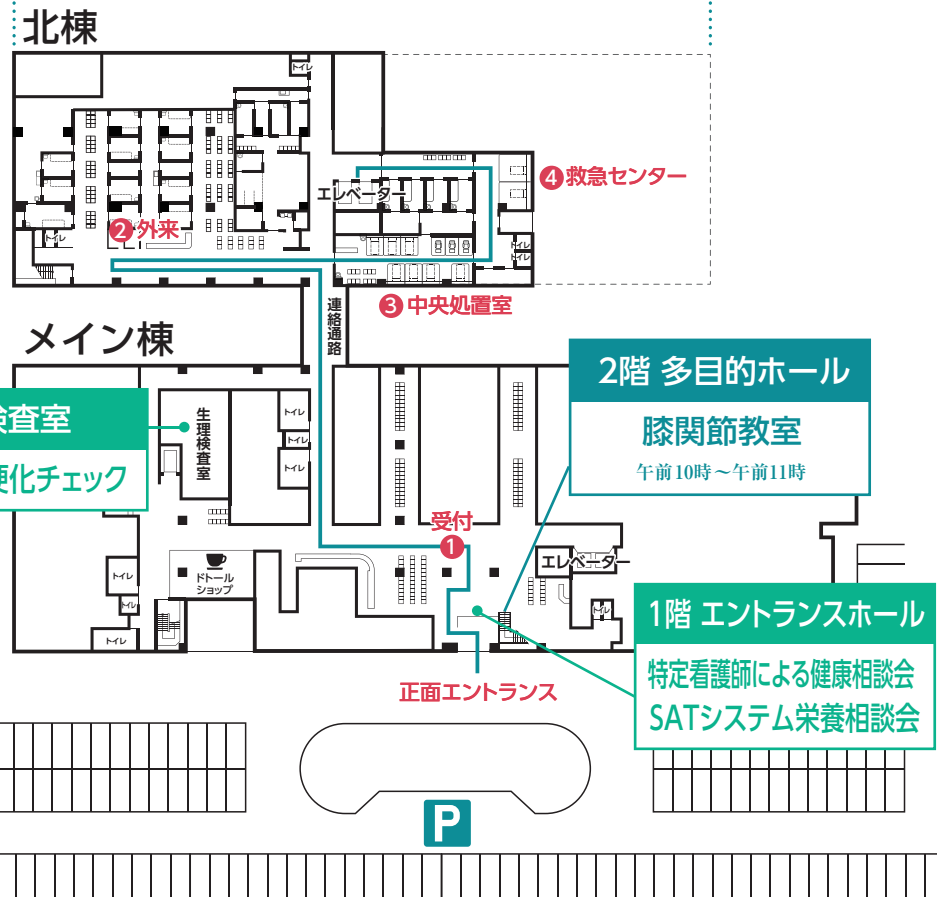 北棟
トイレ
エレベーター
❹救急センター
❷外来
トイレ
トイレ
トイレ
❸中央処置室
連絡通路
メイン棟
2階 多目的ホール
膝関節教室
午前10時～午前11時
検査室
硬化チェック
生理検査室
トイレ
トイレ
トイレ
受付
❶
エレベーター
ドトール
ショップ
トイレ
トイレ
トイレ
トイレ
1階 エントランスホール
特定看護師による健康相談会
SATシステム栄養相談会
正面エントランス
P